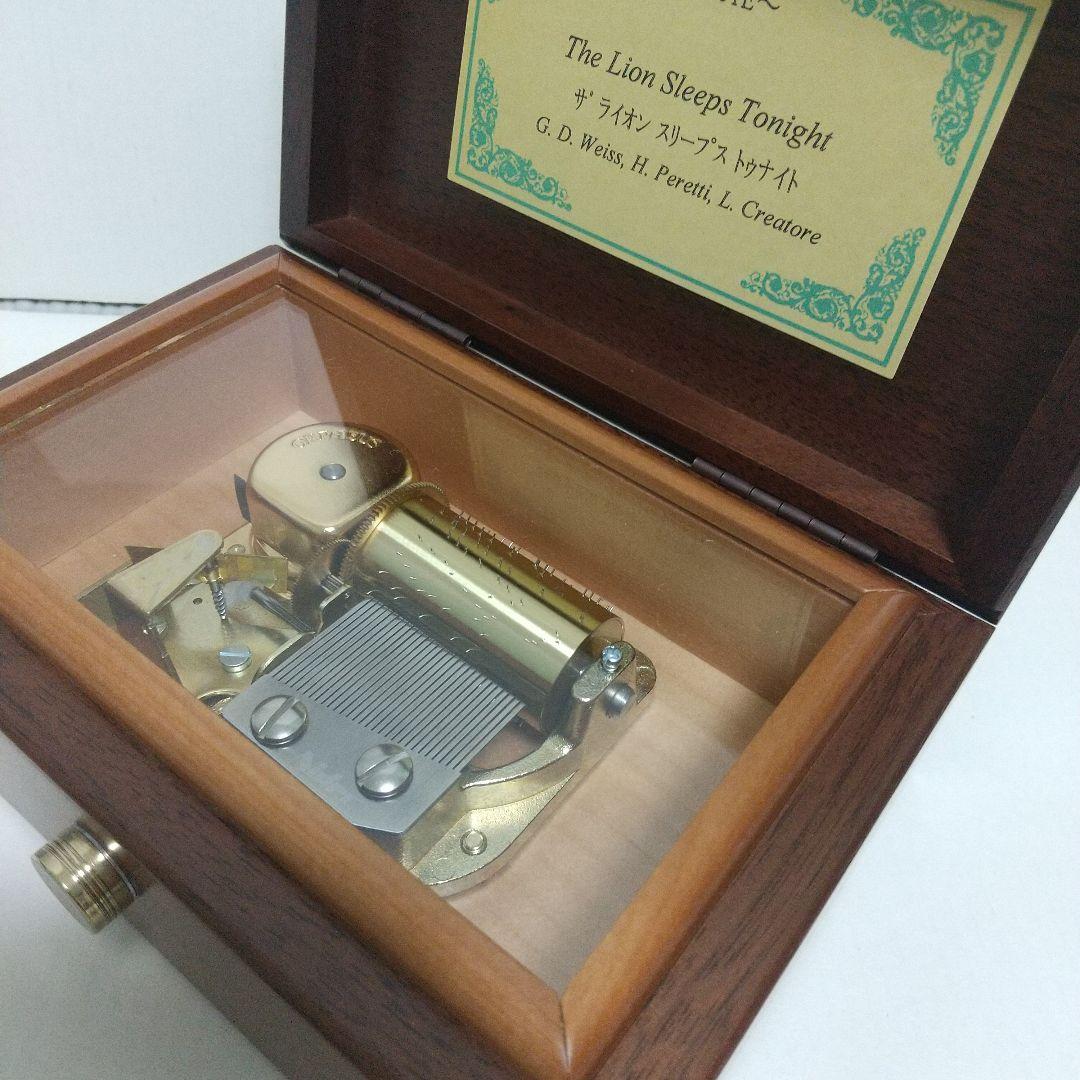 The Lion Sleeps Tonight
ｻﾞ ﾗｲｵﾝ ｽﾘｰﾌﾟｽ ﾄｩﾅｲﾄ
G. D. Weiss, H. Peretti, L. Creatore